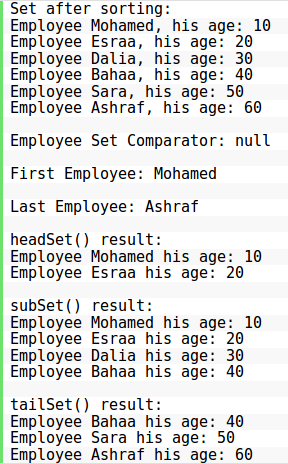 Set after sorting:
Employee Mohamed, his age: 10
Employee Esraa, his age: 20
Employee Dalia, his age: 30
Employee Bahaa, his age: 40
Employee Sara, his age: 50
Employee Ashraf, his age: 60
Employee Set Comparator: null
First Employee: Mohamed
Last Employee: Ashraf
headSet() result:
Employee Mohamed his age: 10
Employee Esraa his age: 20
subSet() result:
Employee Mohamed his age: 10
Employee Esraa his age: 20
Employee Dalia his age: 30
Employee Bahaa his age: 40
tailSet() result:
Employee Bahaa his age: 40
Employee Sara his age: 50
Employee Ashraf his age: 60